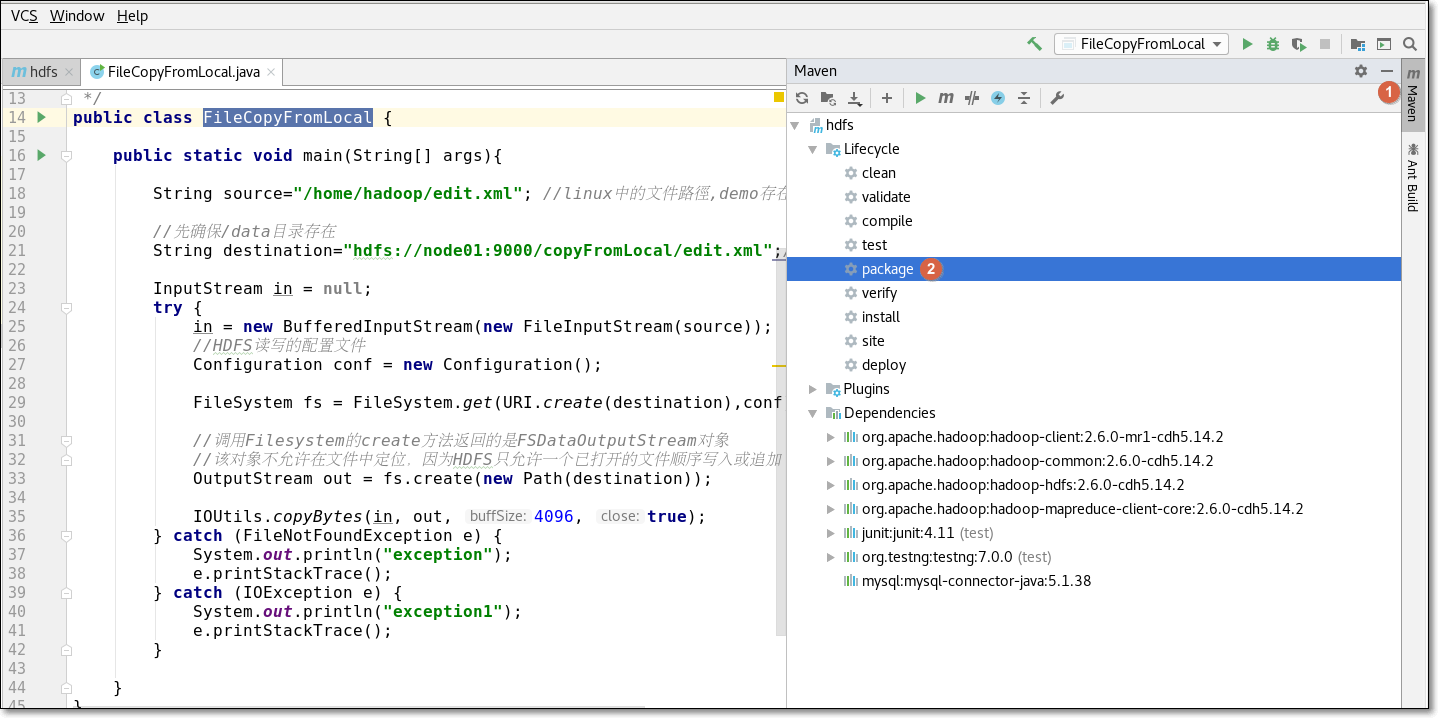 VCS Window Help
FileCopyFromLocal
hdfs
FileCopyFromLocal.java
13 */
14 public class FileCopyFromLocal {
15
16 public static void main(String[] args){
17
18 String source="/home/hadoop/edit.xml"; //linux中的文件路徑,demo存在
19
20 //先确保/data目录存在
21 String destination="hdfs://node01:9000/copyFromLocal/edit.xml";
22
23 InputStream in = null;
24 try {
25 in = new BufferedInputStream(new FileInputStream(source));
26 //HDFS读写的配置文件
27 Configuration conf = new Configuration();
28
29 FileSystem fs = FileSystem.get(URI.create(destination),conf
30
31 //调用Filesystem的create方法返回的是FSDataOutputStream对象
32 //该对象不允许在文件中定位，因为HDFS只允许一个已打开的文件顺序写入或追加
33 OutputStream out = fs.create(new Path(destination));
34
35 IOUtils.copyBytes(in, out, buffSize: 4096, close: true);
36 } catch (FileNotFoundException e) {
37 System.out.println("exception");
38 e.printStackTrace();
39 } catch (IOException e) {
40 System.out.println("exception1");
41 e.printStackTrace();
42 }
43
44 }
45 }
Maven
hdfs
Lifecycle
clean
validate
compile
test
package 2
verify
install
site
deploy
Plugins
Dependencies
org.apache.hadoop:hadoop-client:2.6.0-mr1-cdh5.14.2
org.apache.hadoop:hadoop-common:2.6.0-cdh5.14.2
org.apache.hadoop:hadoop-hdfs:2.6.0-cdh5.14.2
org.apache.hadoop:hadoop-mapreduce-client-core:2.6.0-cdh5.14.2
junit:junit:4.11 (test)
org.testng:testng:7.0.0 (test)
mysql:mysql-connector-java:5.1.38
1
Maven
Ant Build